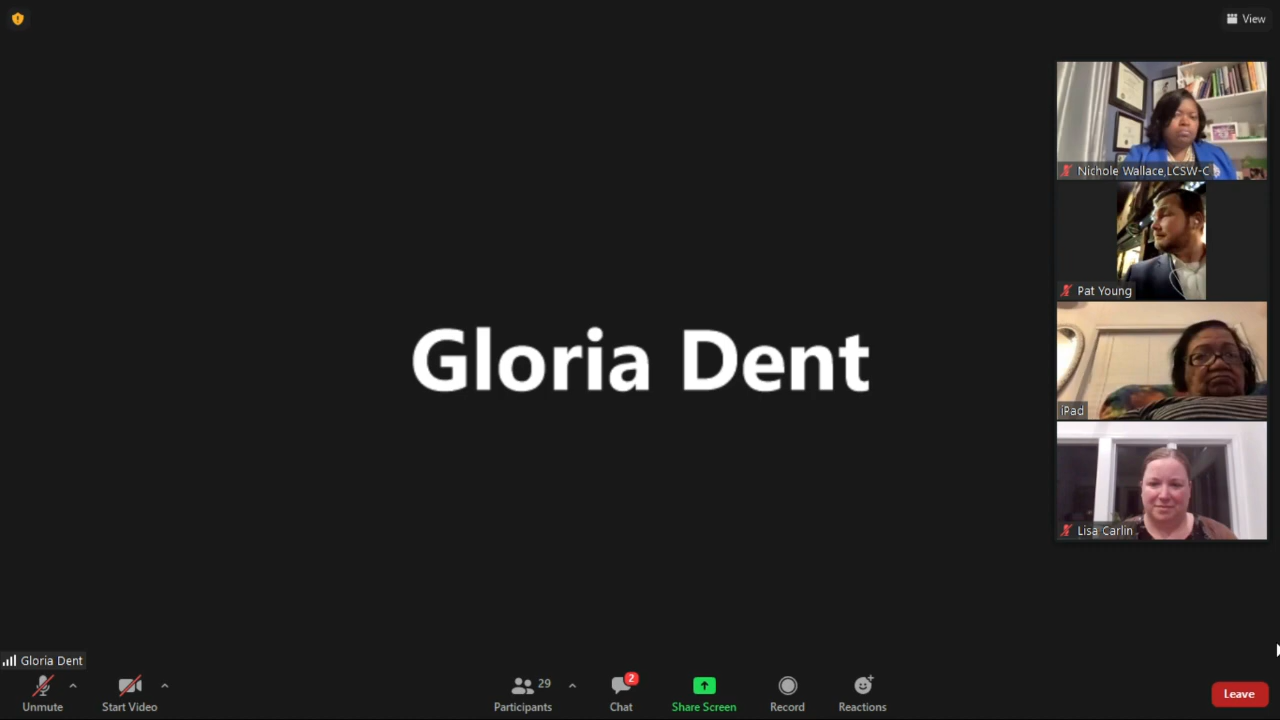 View
Nichole Wallace,LCSW-C
Pat Young
iPad
Lisa Carlin
Gloria Dent
Gloria Dent
Unmute
Start Video
29
Participants
2
Chat
Share Screen
Record
Reactions
Leave